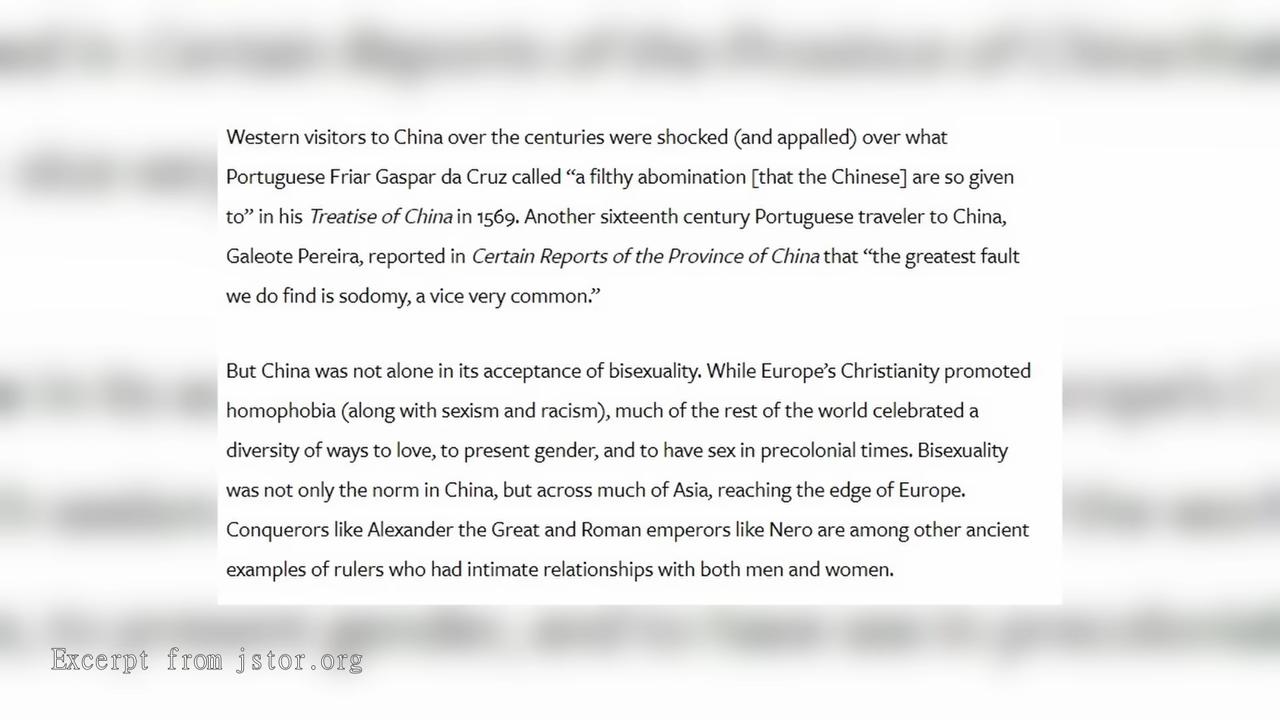 Western visitors to China over the centuries were shocked (and appalled) over what
Portuguese Friar Gaspar da Cruz called “a filthy abomination [that the Chinese] are so given
to” in his Treatise of China in 1569. Another sixteenth century Portuguese traveler to China,
Galeote Pereira, reported in Certain Reports of the Province of China that “the greatest fault
we do find is sodomy, a vice very common.”
But China was not alone in its acceptance of bisexuality. While Europe’s Christianity promoted
homophobia (along with sexism and racism), much of the rest of the world celebrated a
diversity of ways to love, to present gender, and to have sex in precolonial times. Bisexuality
was not only the norm in China, but across much of Asia, reaching the edge of Europe.
Conquerors like Alexander the Great and Roman emperors like Nero are among other ancient
examples of rulers who had intimate relationships with both men and women.
Excerpt from jstor.org